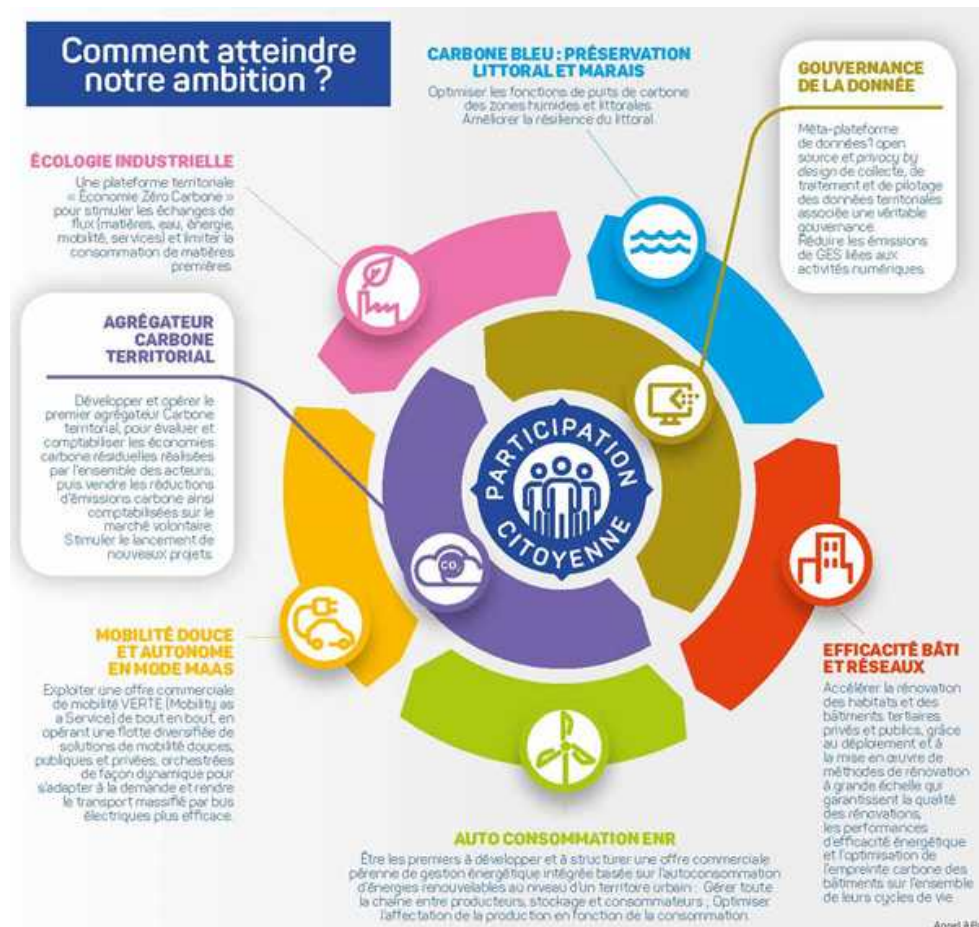 Comment atteindre
notre ambition ?
CARBONE BLEU : PRÉSERVATION
LITTORAL ET MARAIS
Optimiser les fonctions de puits de carbone
des zones humides et littorales.
Améliorer la résilience du littoral.
GOUVERNANCE
DE LA DONNÉE
Méta-plateforme
de données1 open
source et privacy by
design de collecte, de
traitement et de pilotage
des données territoriales
associée une véritable
gouvernance.
Réduire les émissions
de GES liées aux
activités numériques.
ÉCOLOGIE INDUSTRIELLE
Une plateforme territoriale
« Économie Zéro Carbone »
pour stimuler les échanges de
flux (matières, eau, énergie,
mobilité, services) et limiter la
consommation de matières
premières.
AGRÉGATEUR
CARBONE
TERRITORIAL
Développer et opérer le
premier agrégateur Carbone
territorial, pour évaluer et
comptabiliser les économies
carbone résiduelles réalisées
par l'ensemble des acteurs;
puis vendre les réductions
d'émissions carbone ainsi
comptabilisées sur le
marché volontaire.
Stimuler le lancement de
nouveaux projets.
PARTICIPATION
CITOYENNE
CO2
MOBILITÉ DOUCE
ET AUTONOME
EN MODE MAAS
Exploiter une offre commerciale
de mobilité VERTE (Mobility as
a Service) de bout en bout, en
opérant une flotte diversifiée de
solutions de mobilité douces,
publiques et privées, orchestrées
de façon dynamique pour
s'adapter à la demande et rendre
le transport massifié par bus
électriques plus efficace.
EFFICACITÉ BÂTI
ET RÉSEAUX
Accélérer la rénovation
des habitats et des
bâtiments tertiaires
privés et publics, grâce
au déploiement et à
la mise en œuvre de
méthodes de rénovation
à grande échelle qui
garantissent la qualité
des rénovations,
les performances
d'efficacité énergétique
et l'optimisation de
l'empreinte carbone des
bâtiments sur l'ensemble
de leurs cycles de vie.
AUTO CONSOMMATION ENR
Être les premiers à développer et à structurer une offre commerciale
pérenne de gestion énergétique intégrée basée sur l'autoconsommation
d'énergies renouvelables au niveau d'un territoire urbain : Gérer toute
la chaîne entre producteurs, stockage et consommateurs ; Optimiser
l'affectation de la production en fonction de la consommation.